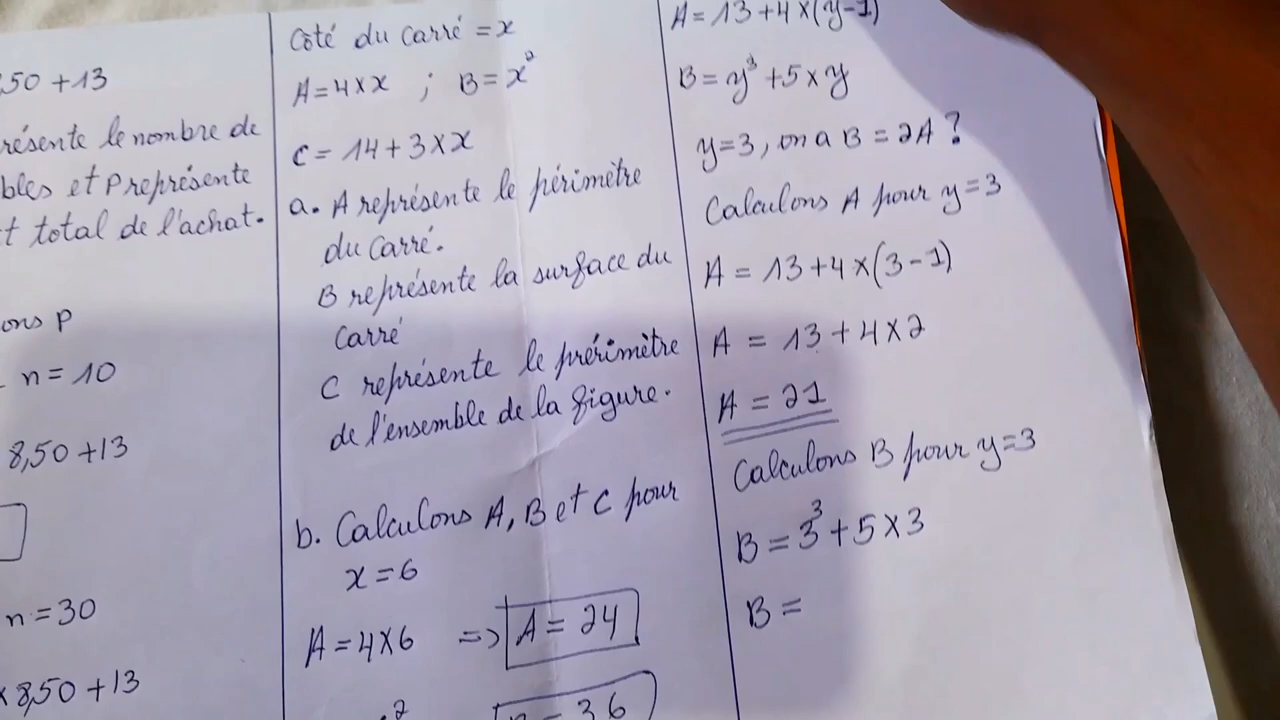 ,50 + 13
résente le nombre de
bles et P représente
t total de l'achat.
ons P
n = 10
8,50 + 13
n = 30
× 8,50 + 13
Côté du carré = x
A = 4 × x ; B = x²
C = 14 + 3 × x
a. A représente le périmètre
du carré.
B représente la surface du
carré
C représente le prérimètre
de l'ensemble de la figure.
b. Calculons A, B et C pour
x = 6
A = 4 × 6 => A = 24
2 = 36
A = 13 + 4 × (y - 1)
B = y³ + 5 × y
y = 3, on a B = 2A ?
Calculons A pour y = 3
A = 13 + 4 × (3 - 1)
A = 13 + 4 × 2
A = 21
Calculons B pour y = 3
B = 3³ + 5 × 3
B =